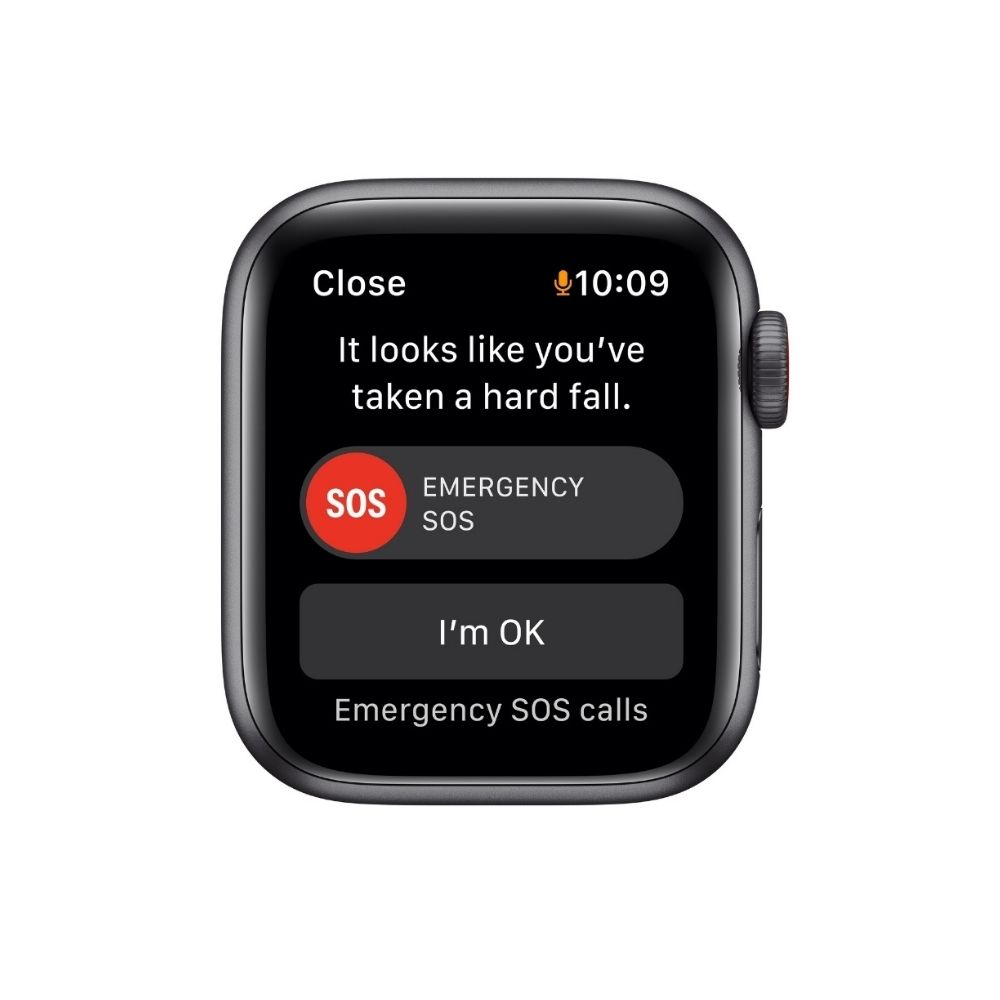 Close 10:09
It looks like you’ve
taken a hard fall.
SOS EMERGENCY
SOS
I’m OK
Emergency SOS calls